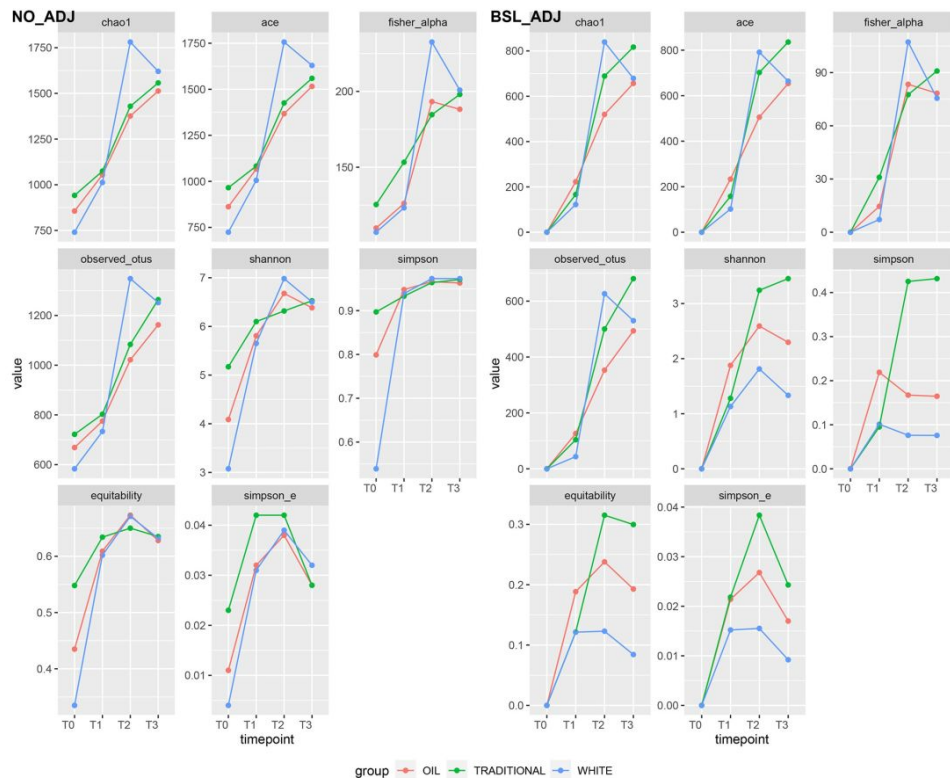 NO_ADJ
BSL_ADJ
chao1
ace
fisher_alpha
1750
1500
1250
1000
750
1750
1500
1250
1000
750
200
150
observed_otus
shannon
simpson
1200
1000
800
600
7
6
5
4
3
0.9
0.8
0.7
0.6
T0 T1 T2 T3
equitability
simpson_e
0.6
0.5
0.4
0.04
0.03
0.02
0.01
T0 T1 T2 T3
T0 T1 T2 T3
value
timepoint
chao1
ace
fisher_alpha
800
600
400
200
0
800
600
400
200
0
90
60
30
0
observed_otus
shannon
simpson
600
400
200
0
3
2
1
0
0.4
0.3
0.2
0.1
0.0
T0 T1 T2 T3
equitability
simpson_e
0.3
0.2
0.1
0.0
0.04
0.03
0.02
0.01
0.00
T0 T1 T2 T3
T0 T1 T2 T3
value
timepoint
group OIL TRADITIONAL WHITE